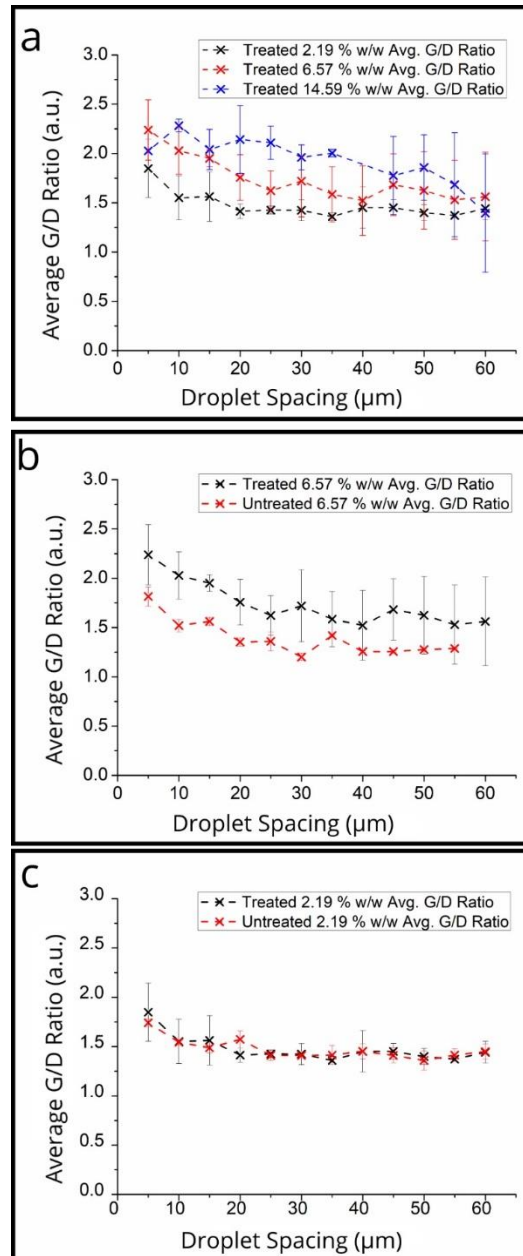 a
Treated 2.19 % w/w Avg. G/D Ratio
Treated 6.57 % w/w Avg. G/D Ratio
Treated 14.59 % w/w Avg. G/D Ratio
Average G/D Ratio (a.u.)
3.0
2.5
2.0
1.5
1.0
0.5
0.0
0 10 20 30 40 50 60
Droplet Spacing (µm)
b
Treated 6.57 % w/w Avg. G/D Ratio
Untreated 6.57 % w/w Avg. G/D Ratio
Average G/D Ratio (a.u.)
3.0
2.5
2.0
1.5
1.0
0.5
0.0
0 10 20 30 40 50 60
Droplet Spacing (µm)
c
Treated 2.19 % w/w Avg. G/D Ratio
Untreated 2.19 % w/w Avg. G/D Ratio
Average G/D Ratio (a.u.)
3.0
2.5
2.0
1.5
1.0
0.5
0.0
0 10 20 30 40 50 60
Droplet Spacing (µm)